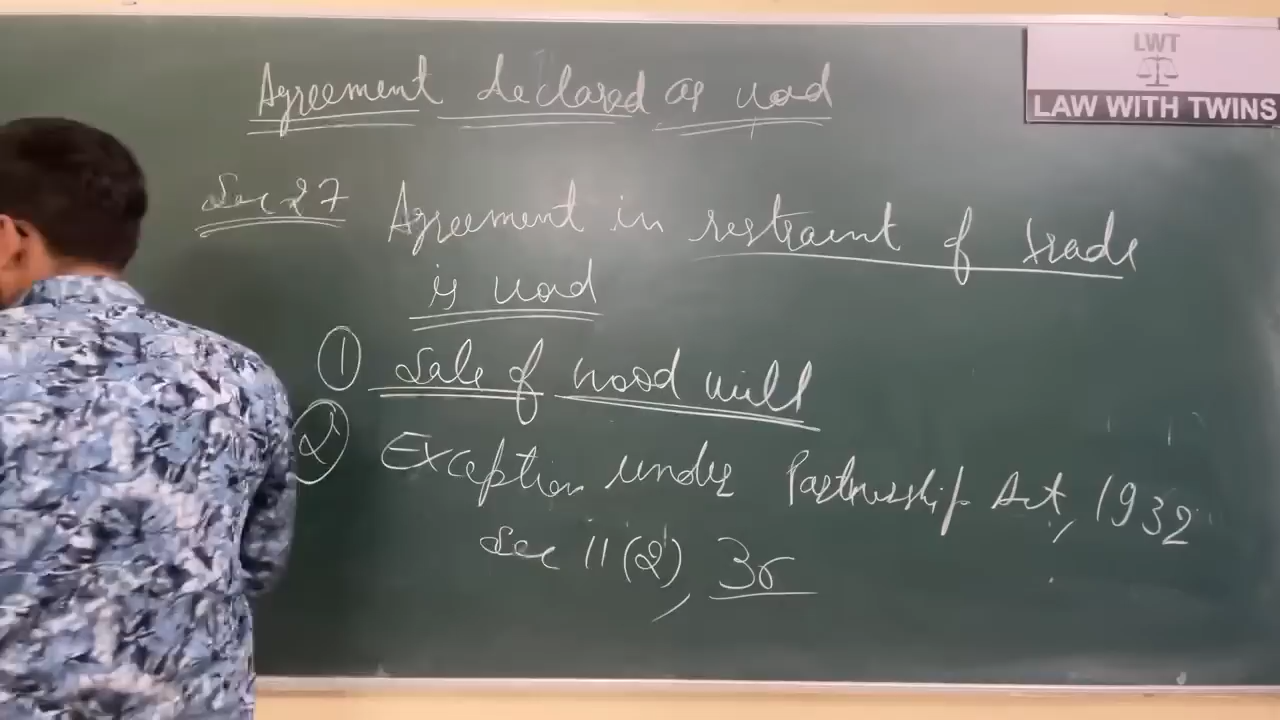 LWT
LAW WITH TWINS
Agreement declared as void
Sec 27 Agreement in restraint of trade
is void
① Sale of Good will
② Exception under Partnership Act, 1932
Sec 11(2), 36